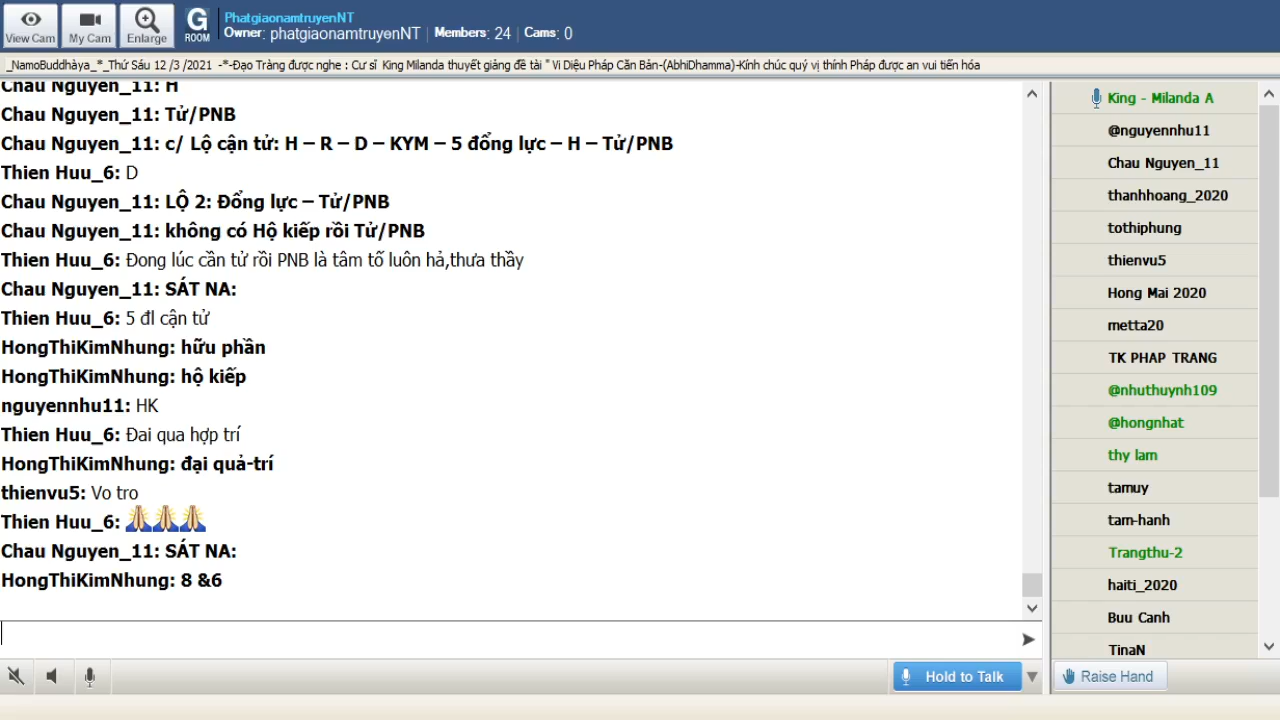 View Cam
My Cam
Enlarge
G
ROOM
PhatgiaonamtruyenNT
Owner: phatgiaonamtruyenNT | Members: 24 | Cams: 0
_NamoBuddhàya_*_Thứ Sáu 12 /3 /2021 -*-Đạo Tràng được nghe : Cư sĩ King Milanda thuyết giảng đề tài " Vi Diệu Pháp Căn Bản-(AbhiDhamma)-Kính chúc quý vị thính Pháp được an vui tiến hóa
Chau Nguyen_11: H
Chau Nguyen_11: Tử/PNB
Chau Nguyen_11: c/ Lộ cận tử: H – R – D – KYM – 5 đổng lực – H – Tử/PNB
Thien Huu_6: D
Chau Nguyen_11: LỘ 2: Đổng lực – Tử/PNB
Chau Nguyen_11: không có Hộ kiếp rồi Tử/PNB
Thien Huu_6: Đong lúc cần tử rồi PNB là tâm tố luôn hả,thưa thầy
Chau Nguyen_11: SÁT NA:
Thien Huu_6: 5 đl cận tử
HongThiKimNhung: hữu phần
HongThiKimNhung: hộ kiếp
nguyennhu11: HK
Thien Huu_6: Đai qua hợp trí
HongThiKimNhung: đại quả-trí
thienvu5: Vo tro
Thien Huu_6: 🙏🙏🙏
Chau Nguyen_11: SÁT NA:
HongThiKimNhung: 8 &6
Hold to Talk
King - Milanda A
@nguyennhu11
Chau Nguyen_11
thanhhoang_2020
tothiphung
thienvu5
Hong Mai 2020
metta20
TK PHAP TRANG
@nhuthuynh109
@hongnhat
thy lam
tamuy
tam-hanh
Trangthu-2
haiti_2020
Buu Canh
TinaN
Raise Hand